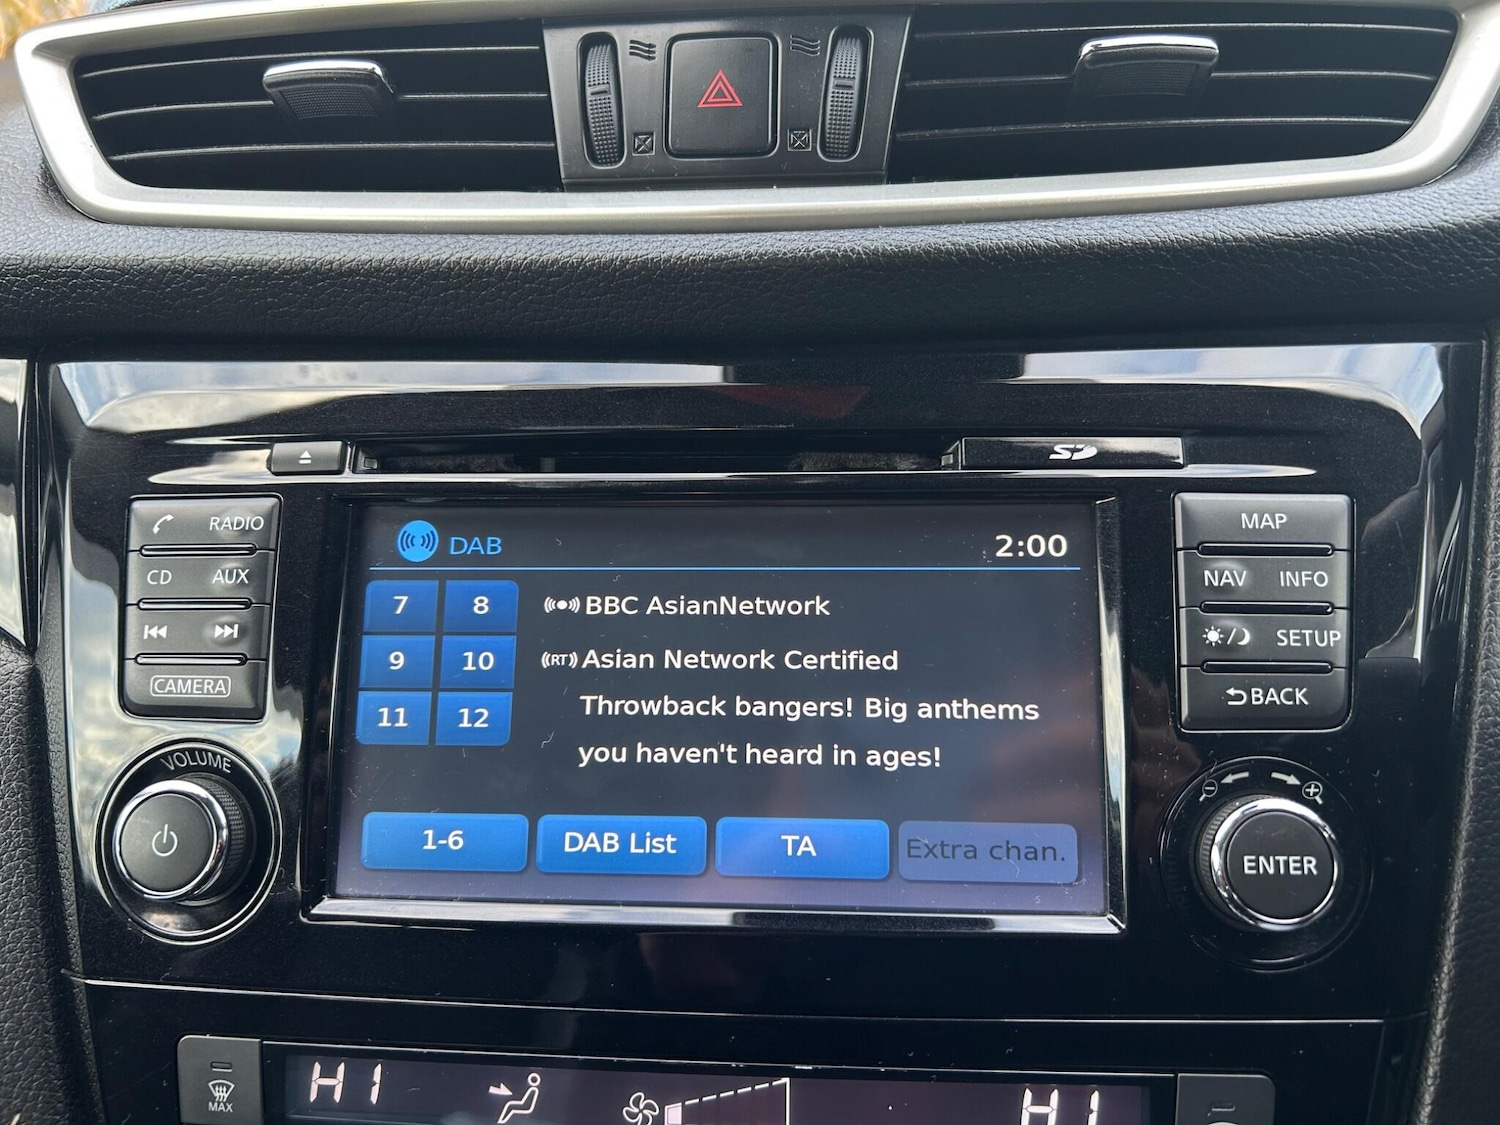 SD
RADIO
CD AUX
CAMERA
VOLUME
DAB 2:00
7 8
9 10
11 12
BBC AsianNetwork
(RT) Asian Network Certified
Throwback bangers! Big anthems
you haven't heard in ages!
1-6 DAB List TA Extra chan.
MAP
NAV INFO
SETUP
BACK
ENTER
MAX
HI
HI